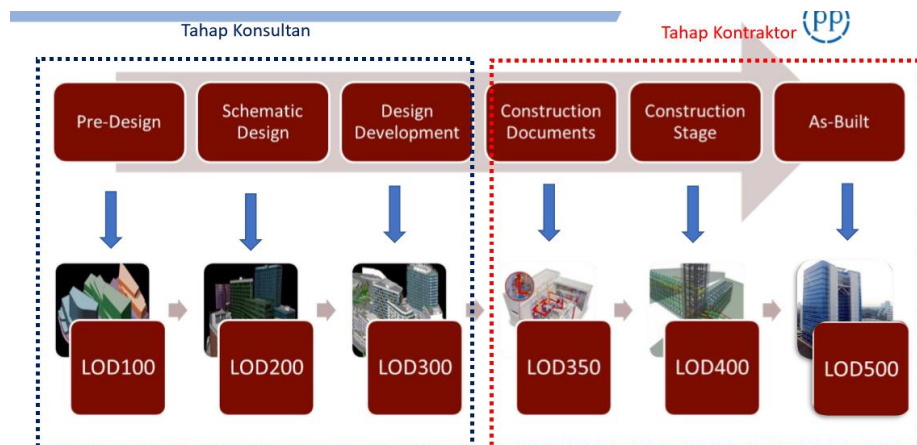 Tahap Konsultan
Tahap Kontraktor
pp
Pre-Design
Schematic
Design
Design
Development
Construction
Documents
Construction
Stage
As-Built
LOD100
LOD200
LOD300
LOD350
LOD400
LOD500